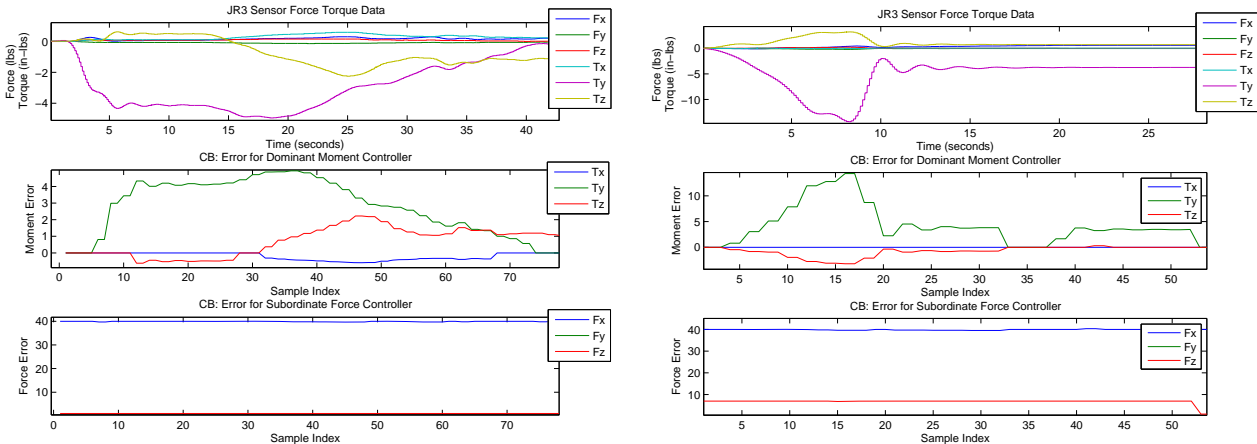 JR3 Sensor Force Torque Data
Force (lbs)
Torque (in−lbs)
0
−2
−4
5 10 15 20 25 30 35 40
Time (seconds)
Fx
Fy
Fz
Tx
Ty
Tz
CB: Error for Dominant Moment Controller
Moment Error
4
3
2
1
0
10 20 30 40 50 60 70
Sample Index
Tx
Ty
Tz
CB: Error for Subordinate Force Controller
Force Error
40
30
20
10
0 10 20 30 40 50 60 70
Sample Index
Fx
Fy
Fz
JR3 Sensor Force Torque Data
Force (lbs)
Torque (in−lbs)
0
−5
−10
5 10 15 20 25
Time (seconds)
Fx
Fy
Fz
Tx
Ty
Tz
CB: Error for Dominant Moment Controller
Moment Error
10
5
0
5 10 15 20 25 30 35 40 45 50
Sample Index
Tx
Ty
Tz
CB: Error for Subordinate Force Controller
Force Error
40
30
20
10
5 10 15 20 25 30 35 40 45 50
Sample Index
Fx
Fy
Fz